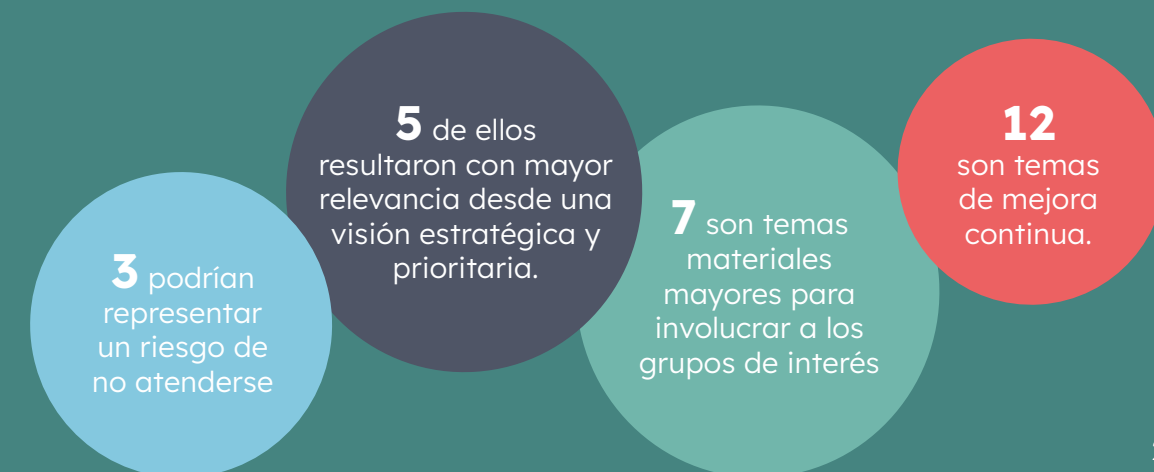 3 podrían
representar
un riesgo de
no atenderse
5 de ellos
resultaron con mayor
relevancia desde una
visión estratégica y
prioritaria.
7 son temas
materiales
mayores para
involucrar a los
grupos de interés
12
son temas
de mejora
continua.